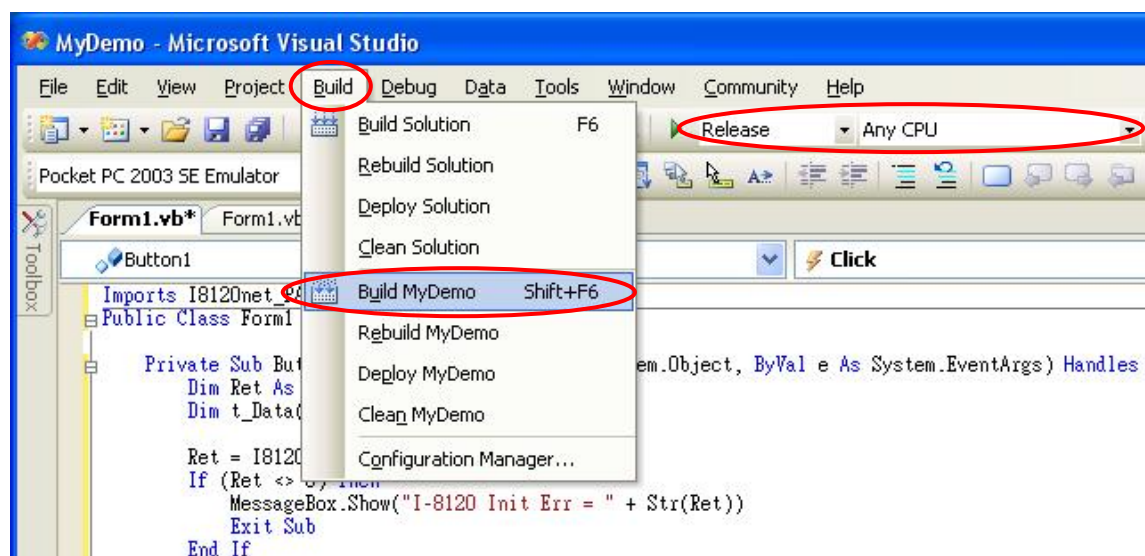 MyDemo - Microsoft Visual Studio
File Edit View Project Build Debug Data Tools Window Community Help
Build Solution F6
Release Any CPU
Rebuild Solution
Pocket PC 2003 SE Emulator
Deploy Solution
Form1.vb* Form1.vb
Clean Solution
Toolbox
Button1 Click
Build MyDemo Shift+F6
Imports I8120net
Public Class Form1
Rebuild MyDemo
Private Sub But em.Object, ByVal e As System.EventArgs) Handles
Deploy MyDemo
Dim Ret As
Dim t_Data(
Clean MyDemo
Ret = I8120
Configuration Manager...
If (Ret <> Then
MessageBox.Show("I-8120 Init Err = " + Str(Ret))
Exit Sub
End If